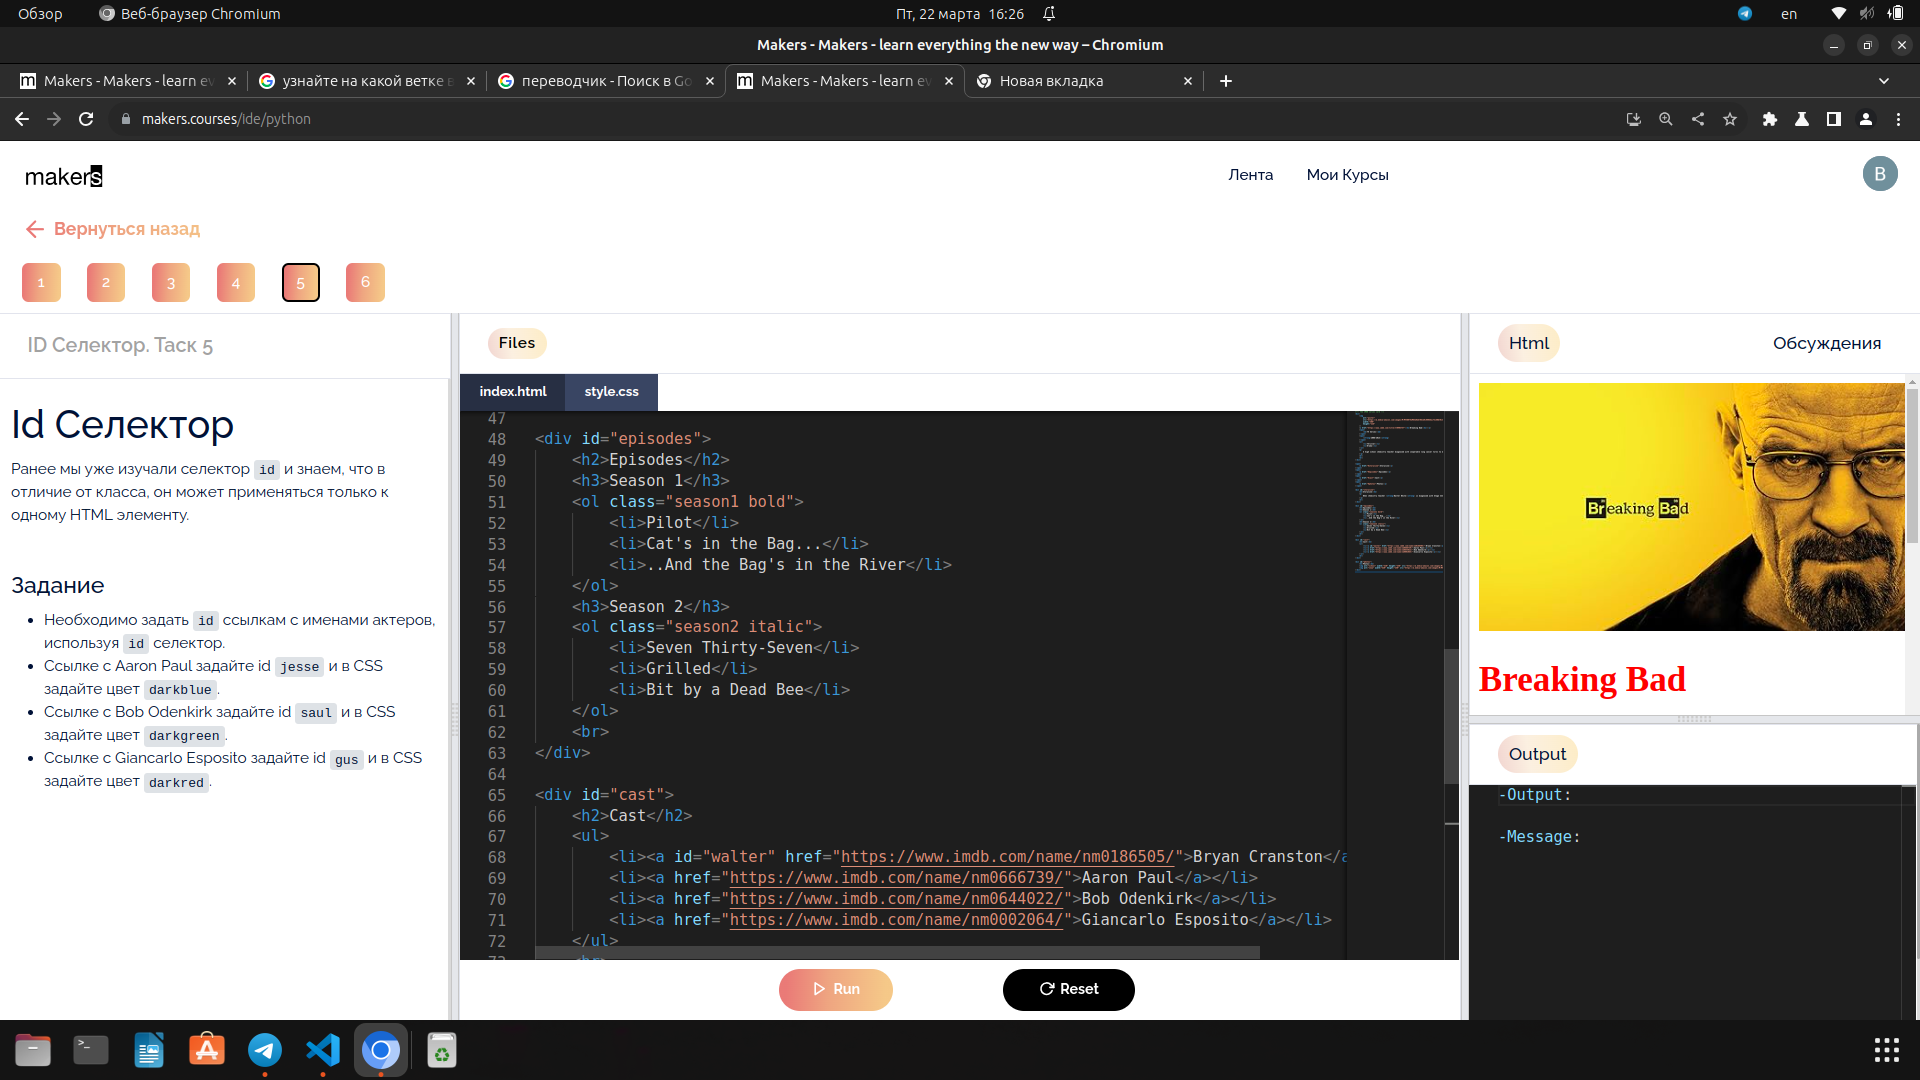 Обзор
Веб-браузер Chromium
Пт, 22 марта 16:26
en
Makers - Makers - learn everything the new way – Chromium
Makers - Makers - learn ev
узнайте на какой ветке в
переводчик - Поиск в Go
Makers - Makers - learn ev
Новая вкладка
makers.courses/ide/python
makers
Лента
Мои Курсы
B
Вернуться назад
1 2 3 4 5 6
ID Селектор. Таск 5
Id Селектор
Ранее мы уже изучали селектор id и знаем, что в
отличие от класса, он может применяться только к
одному HTML элементу.
Задание
Необходимо задать id ссылкам с именами актеров,
используя id селектор.
Ссылке с Aaron Paul задайте id jesse и в CSS
задайте цвет darkblue.
Ссылке с Bob Odenkirk задайте id saul и в CSS
задайте цвет darkgreen.
Ссылке с Giancarlo Esposito задайте id gus и в CSS
задайте цвет darkred.
Files
index.html
style.css
47
48 <div id="episodes">
49 <h2>Episodes</h2>
50 <h3>Season 1</h3>
51 <ol class="season1 bold">
52 <li>Pilot</li>
53 <li>Cat's in the Bag...</li>
54 <li>..And the Bag's in the River</li>
55 </ol>
56 <h3>Season 2</h3>
57 <ol class="season2 italic">
58 <li>Seven Thirty-Seven</li>
59 <li>Grilled</li>
60 <li>Bit by a Dead Bee</li>
61 </ol>
62 <br>
63 </div>
64
65 <div id="cast">
66 <h2>Cast</h2>
67 <ul>
68 <li><a id="walter" href="https://www.imdb.com/name/nm0186505/">Bryan Cranston</a
69 <li><a href="https://www.imdb.com/name/nm0666739/">Aaron Paul</a></li>
70 <li><a href="https://www.imdb.com/name/nm0644022/">Bob Odenkirk</a></li>
71 <li><a href="https://www.imdb.com/name/nm0002064/">Giancarlo Esposito</a></li>
72 </ul>
73 <br>
Run
Reset
Html
Обсуждения
Breaking Bad
Breaking Bad
Output
-Output:
-Message: